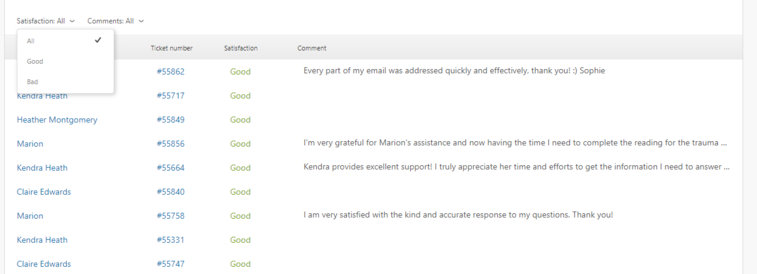 Satisfaction: All Comments: All
All
Good
Bad
Ticket number Satisfaction Comment
#55862 Good Every part of my email was addressed quickly and effectively, thank you! :) Sophie
Kendra Heath #55717 Good
Heather Montgomery #55849 Good
Marion #55856 Good I'm very grateful for Marion's assistance and now having the time I need to complete the reading for the trauma ...
Kendra Heath #55664 Good Kendra provides excellent support! I truly appreciate her time and efforts to get the information I need to answer ...
Claire Edwards #55840 Good
Marion #55758 Good I am very satisfied with the kind and accurate response to my questions. Thank you!
Kendra Heath #55331 Good
Claire Edwards #55747 Good